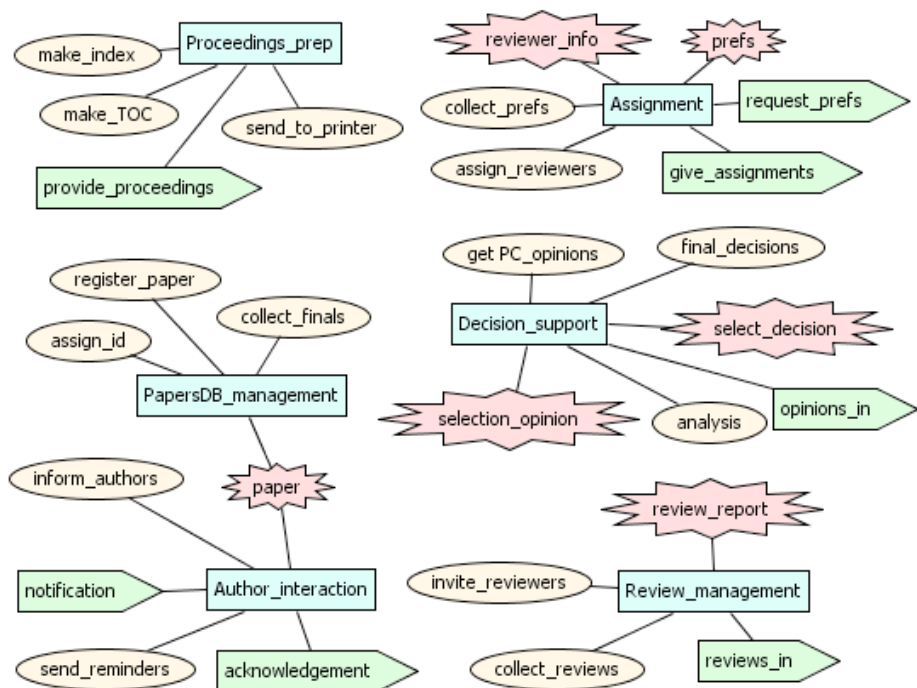 Proceedings_prep
make_index
make_TOC
send_to_printer
provide_proceedings
reviewer_info
prefs
Assignment
request_prefs
collect_prefs
assign_reviewers
give_assignments
register_paper
collect_finals
assign_id
PapersDB_management
get PC_opinions
final_decisions
Decision_support
select_decision
selection_opinion
analysis
opinions_in
inform_authors
paper
notification
Author_interaction
send_reminders
acknowledgement
review_report
invite_reviewers
Review_management
collect_reviews
reviews_in